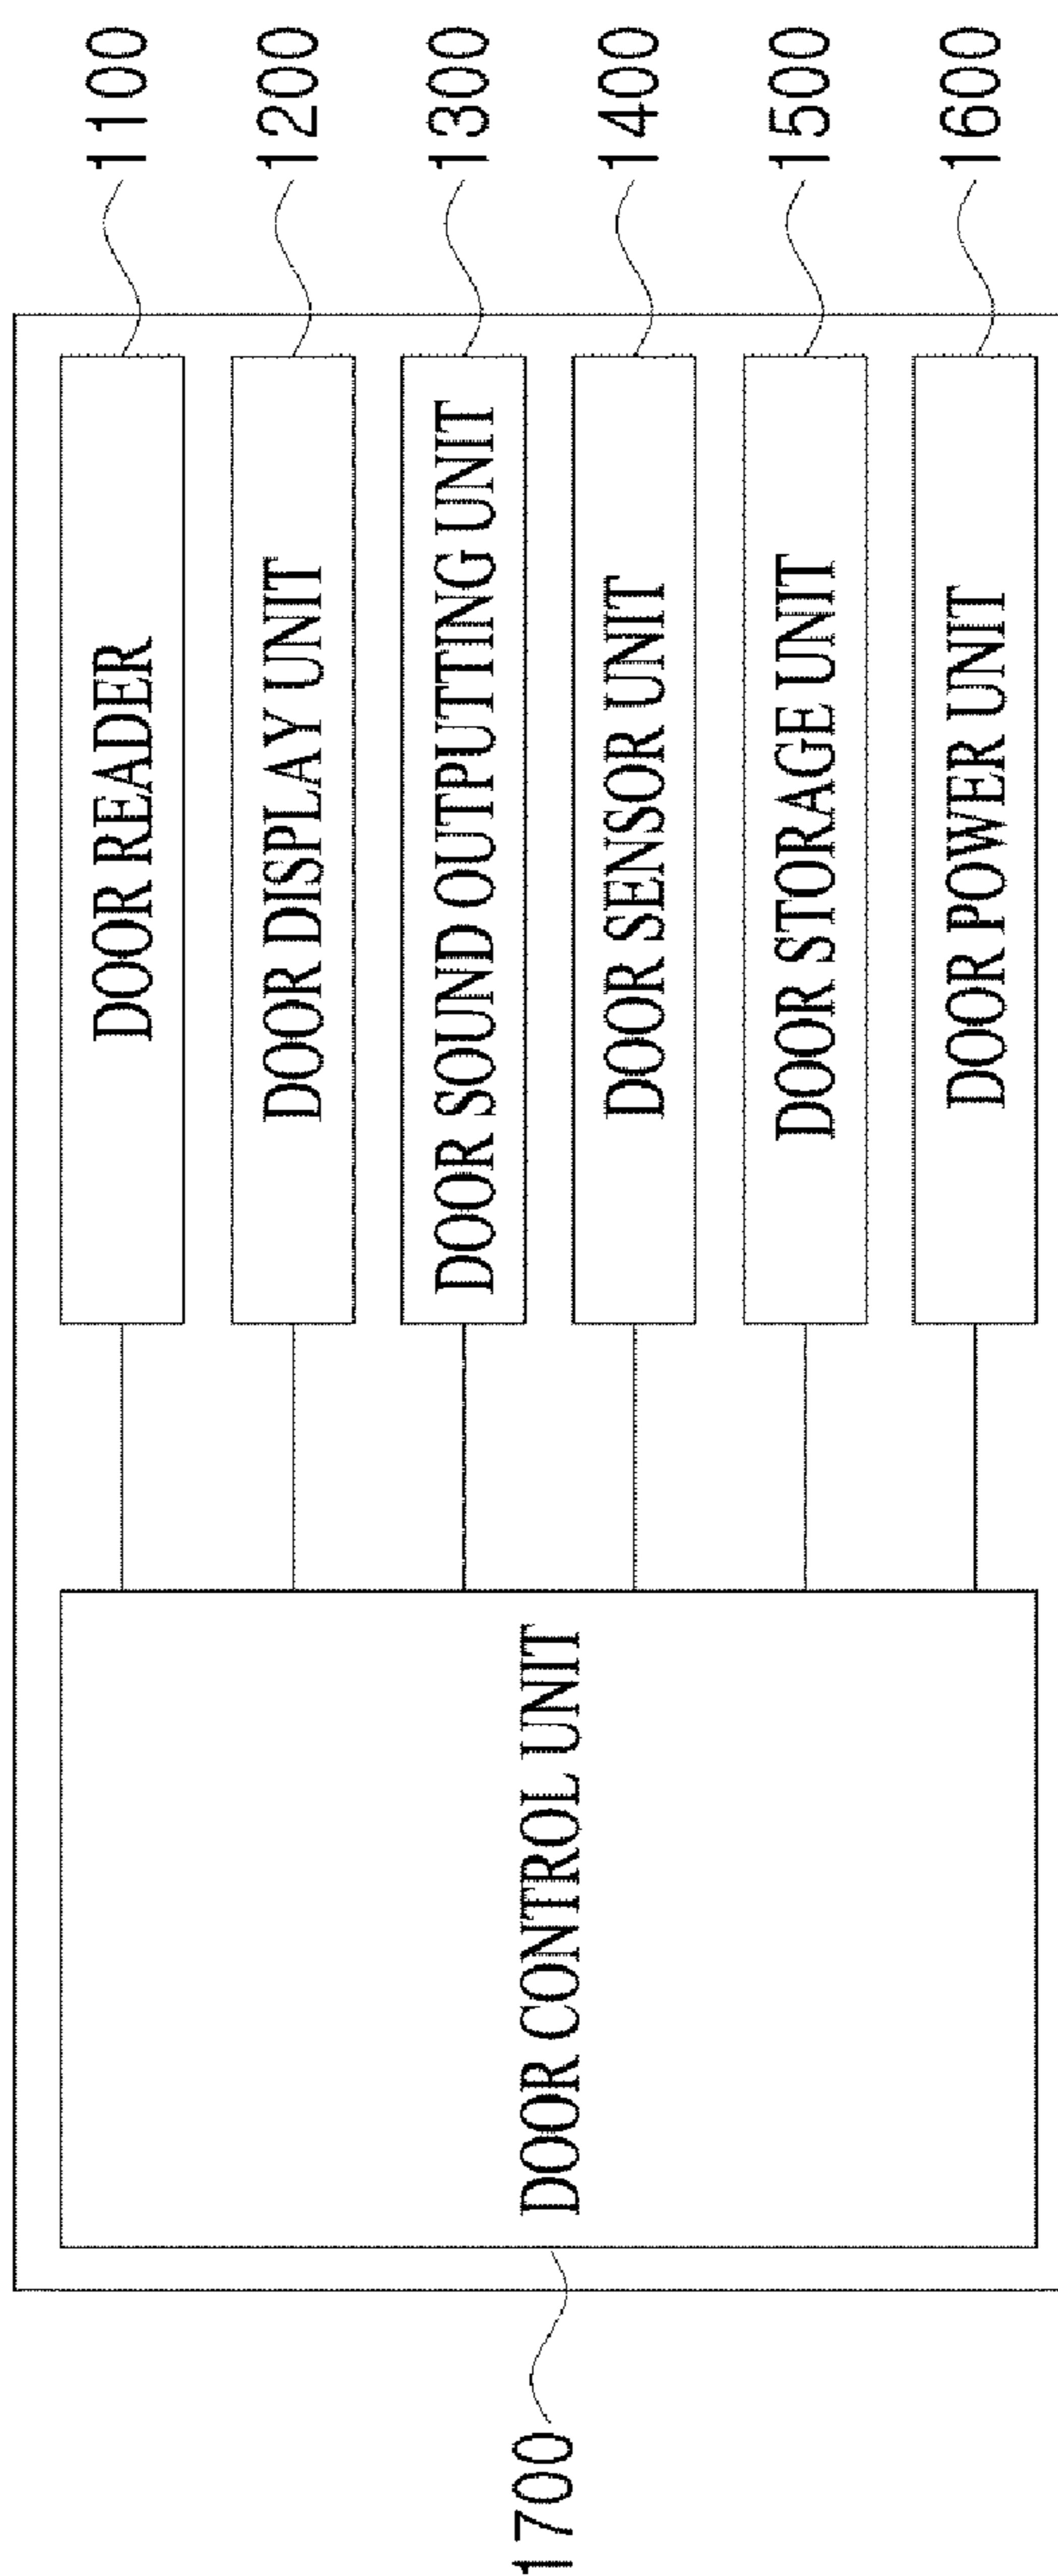 1700
DOOR CONTROL UNIT
DOOR READER
1100
DOOR DISPLAY UNIT
1200
DOOR SOUND OUTPUTTING UNIT
1300
DOOR SENSOR UNIT
1400
DOOR STORAGE UNIT
1500
DOOR POWER UNIT
1600